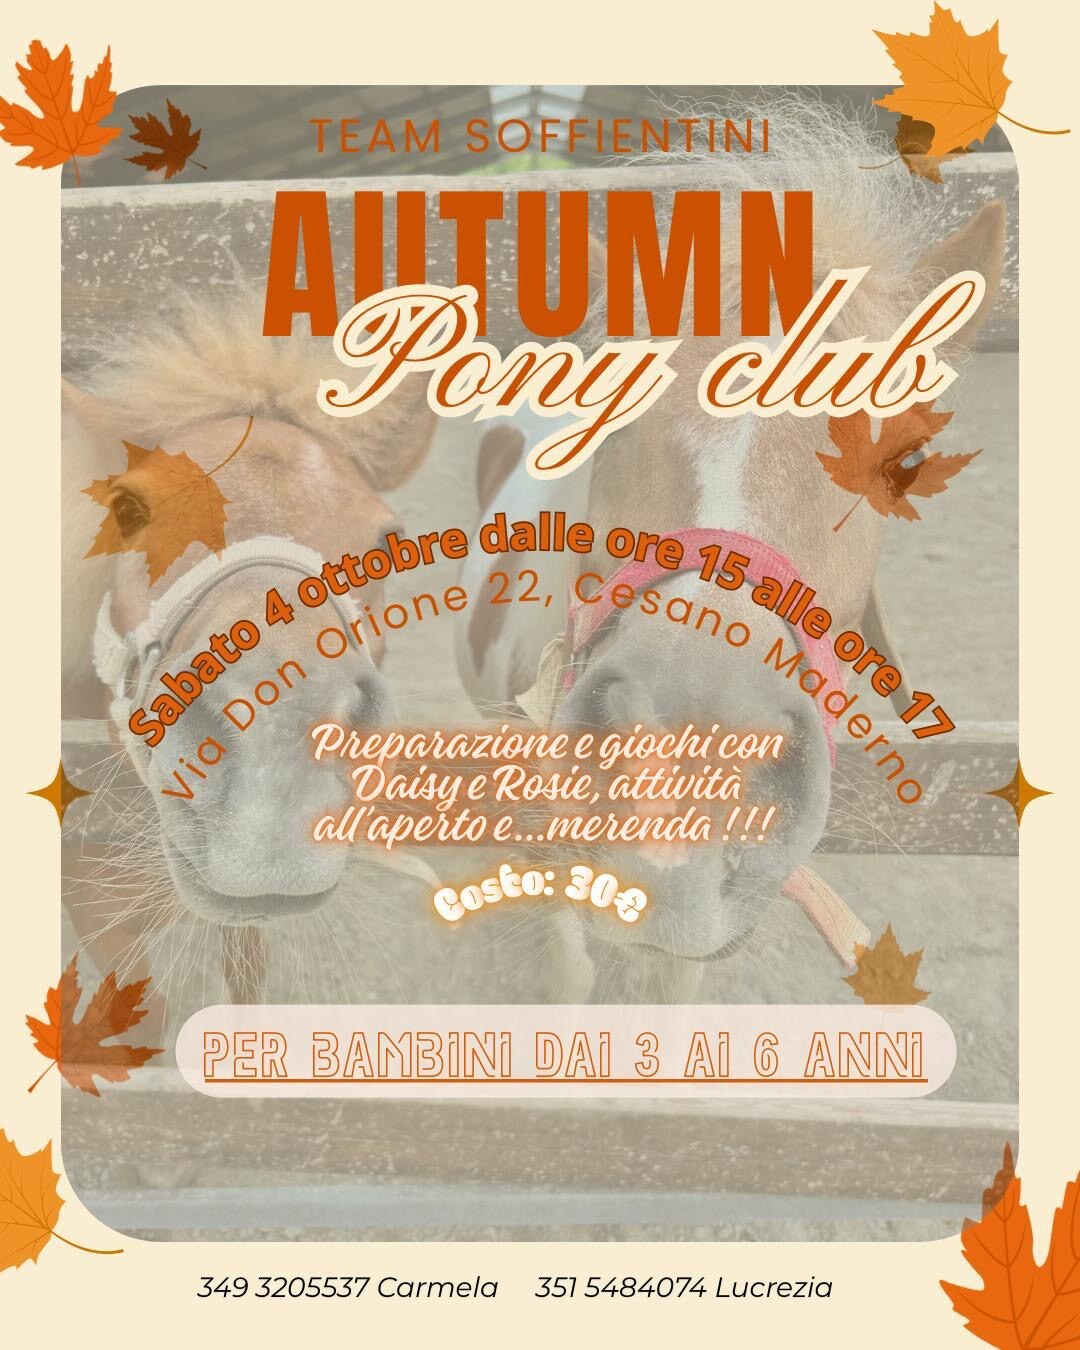 TEAM SOFFIENTINI
AUTUMN
Pony club
Sabato 4 ottobre dalle ore 15 alle ore 17
Via Don Orione 22, Cesano Maderno
Preparazione e giochi con
Daisy e Rosie, attività
all'aperto e...merenda !!!
Costo: 30€
PER BAMBINI DAI 3 AI 6 ANNI
349 3205537 Carmela 351 5484074 Lucrezia